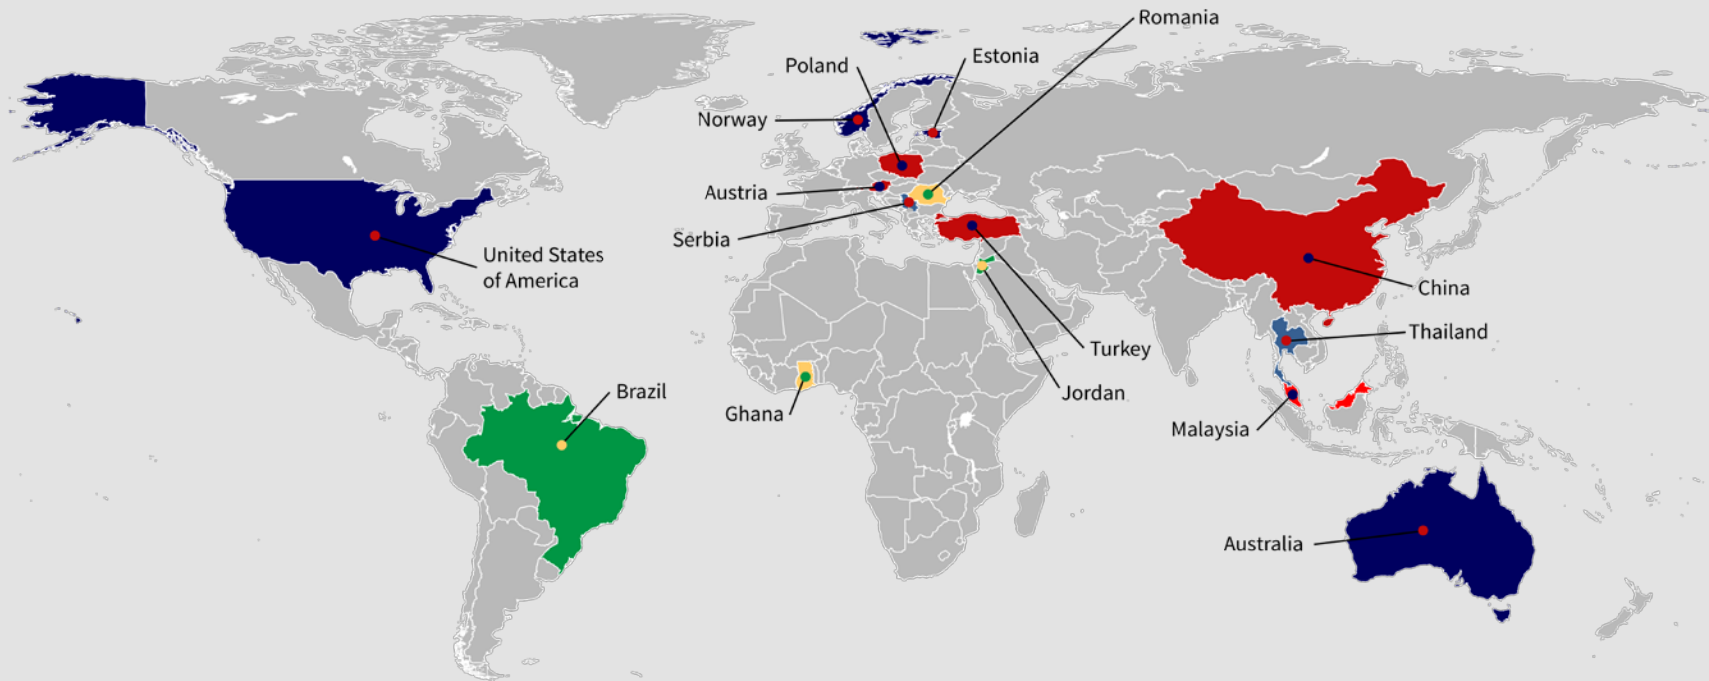 Romania
Estonia
Poland
Norway
Austria
Serbia
United States
of America
China
Thailand
Turkey
Jordan
Brazil
Ghana
Malaysia
Australia